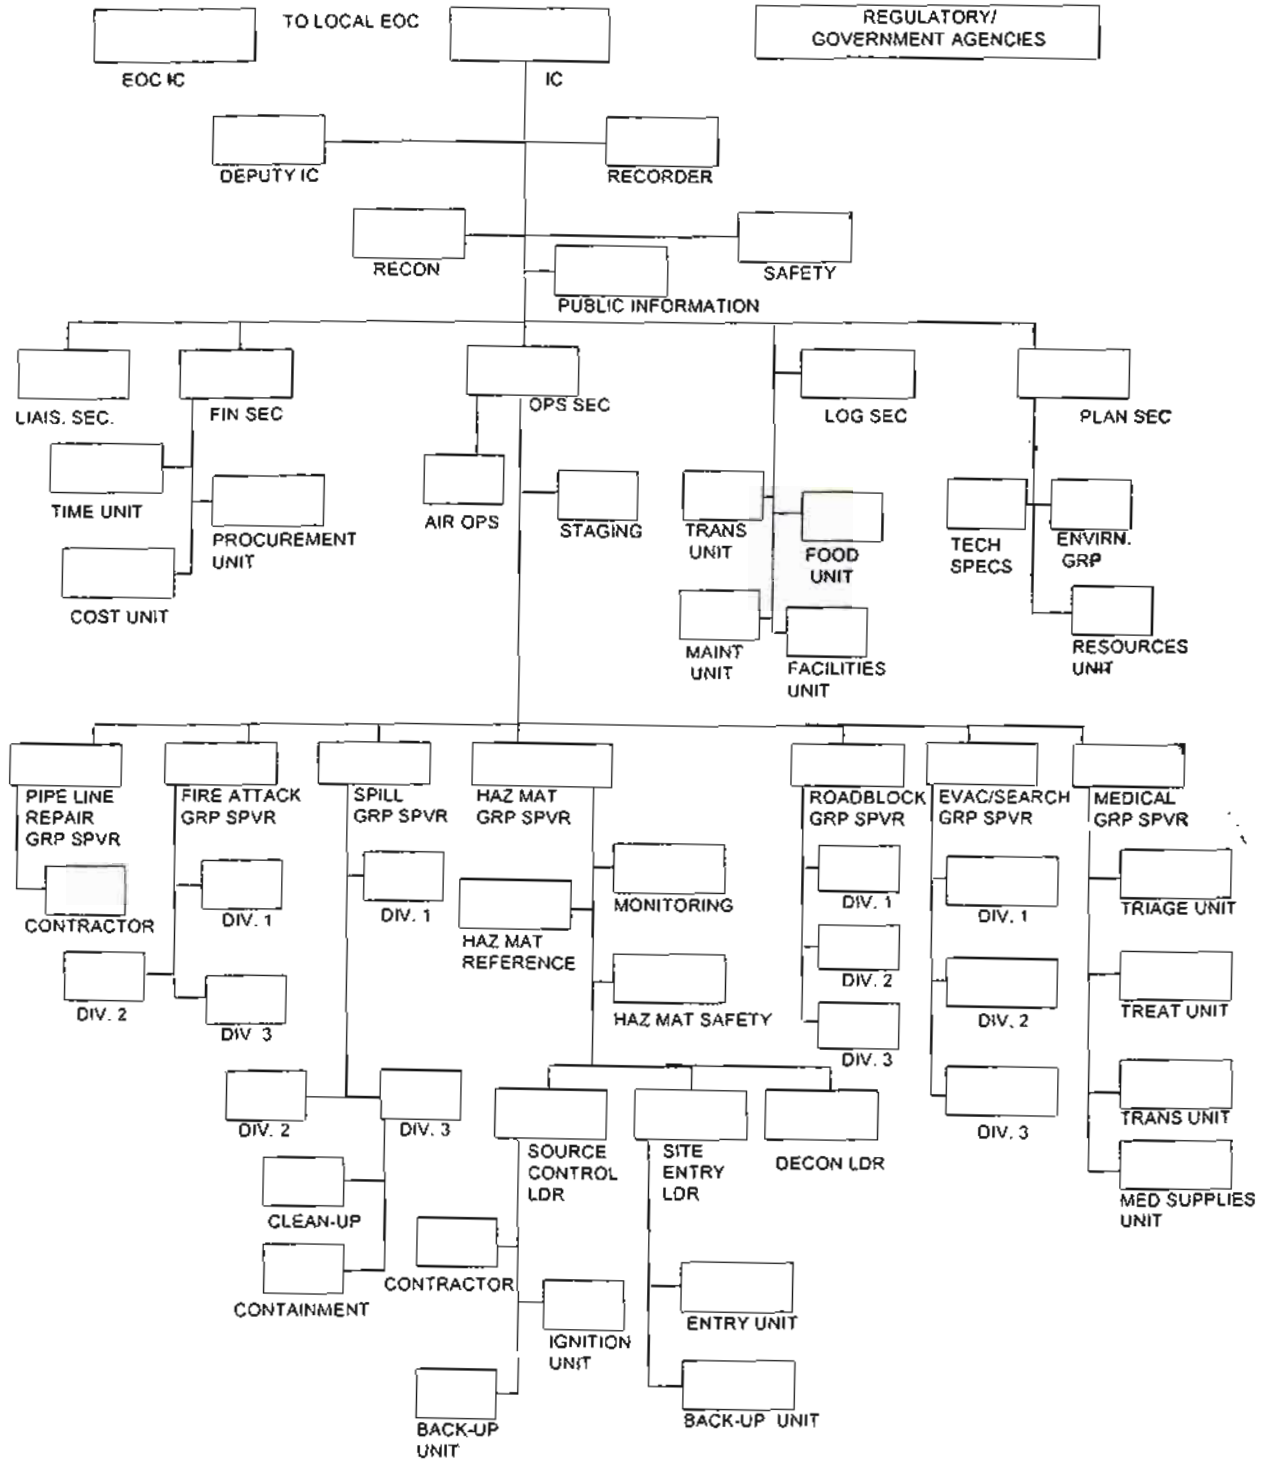 TO LOCAL EOC
REGULATORY/
GOVERNMENT AGENCIES
EOC IC
IC
DEPUTY IC
RECORDER
RECON
SAFETY
PUBLIC INFORMATION
LIAIS. SEC.
FIN SEC
OPS SEC
LOG SEC
PLAN SEC
TIME UNIT
PROCUREMENT
UNIT
COST UNIT
AIR OPS
STAGING
TRANS
UNIT
FOOD
UNIT
MAINT
UNIT
FACILITIES
UNIT
TECH
SPECS
ENVIRN.
GRP
RESOURCES
UNIT
PIPE LINE
REPAIR
GRP SPVR
FIRE ATTACK
GRP SPVR
SPILL
GRP SPVR
HAZ MAT
GRP SPVR
ROADBLOCK
GRP SPVR
EVAC/SEARCH
GRP SPVR
MEDICAL
GRP SPVR
CONTRACTOR
DIV. 2
DIV. 1
DIV 3
DIV. 1
DIV. 2
DIV. 3
CLEAN-UP
CONTAINMENT
HAZ MAT
REFERENCE
MONITORING
HAZ MAT SAFETY
SOURCE
CONTROL
LDR
SITE
ENTRY
LDR
DECON LDR
CONTRACTOR
IGNITION
UNIT
BACK-UP
UNIT
ENTRY UNIT
BACK-UP UNIT
DIV. 1
DIV. 2
DIV. 3
DIV. 1
DIV. 2
DIV. 3
TRIAGE UNIT
TREAT UNIT
TRANS UNIT
MED SUPPLIES
UNIT